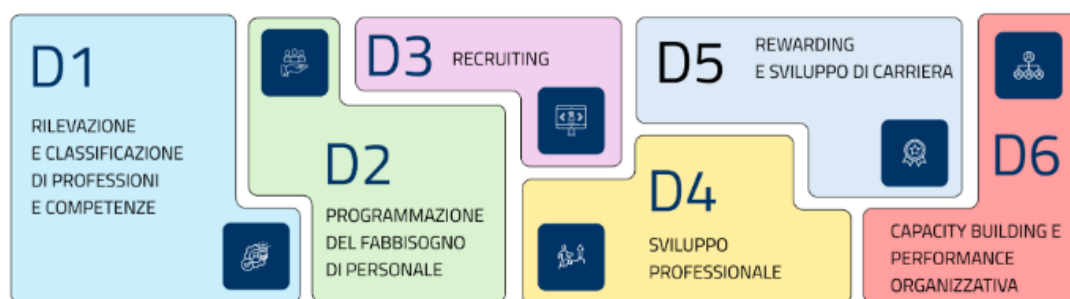 D1
RILEVAZIONE
E CLASSIFICAZIONE
DI PROFESSIONI
E COMPETENZE
D2
PROGRAMMAZIONE
DEL FABBISOGNO
DI PERSONALE
D3
RECRUITING
D4
SVILUPPO
PROFESSIONALE
D5
REWARDING
E SVILUPPO DI CARRIERA
D6
CAPACITY BUILDING E
PERFORMANCE
ORGANIZZATIVA